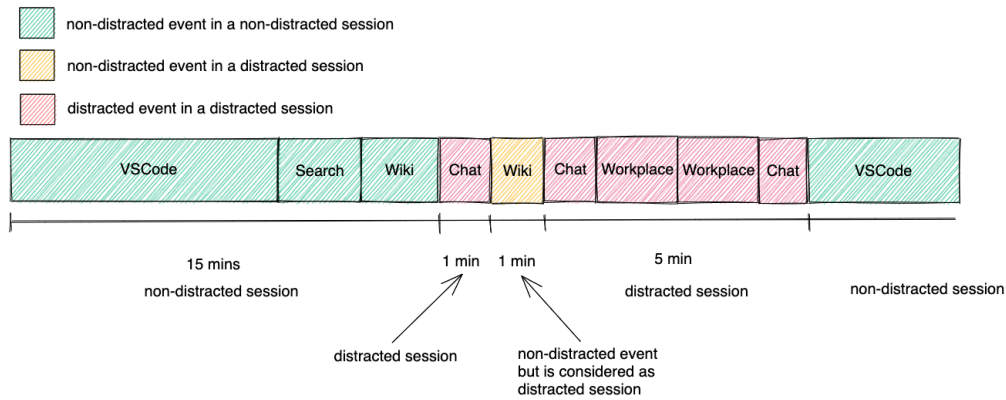 non-distracted event in a non-distracted session
non-distracted event in a distracted session
distracted event in a distracted session
VSCode Search Wiki Chat Wiki Chat Workplace Workplace Chat VSCode
15 mins 1 min 1 min 5 min
non-distracted session distracted session non-distracted session
distracted session
non-distracted event
but is considered as
distracted session